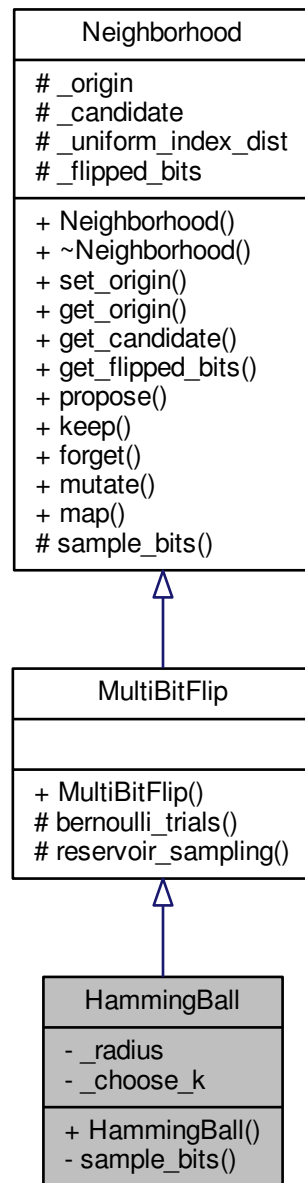 Neighborhood
# _origin
# _candidate
# _uniform_index_dist
# _flipped_bits
+ Neighborhood()
+ ~Neighborhood()
+ set_origin()
+ get_origin()
+ get_candidate()
+ get_flipped_bits()
+ propose()
+ keep()
+ forget()
+ mutate()
+ map()
# sample_bits()
MultiBitFlip
+ MultiBitFlip()
# bernoulli_trials()
# reservoir_sampling()
HammingBall
- _radius
- _choose_k
+ HammingBall()
- sample_bits()